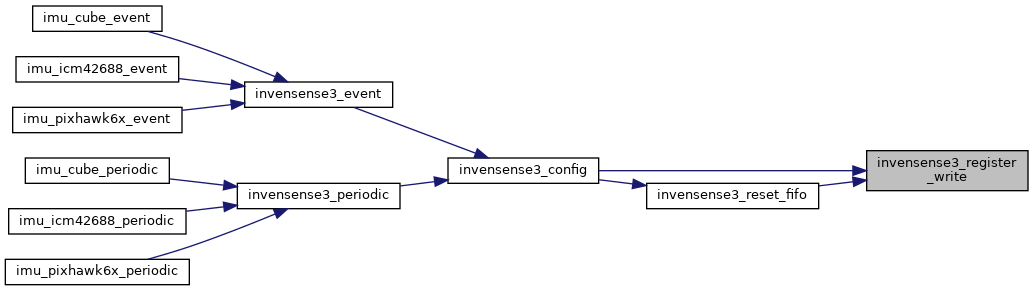 imu_cube_event
imu_icm42688_event
imu_pixhawk6x_event
invensense3_event
imu_cube_periodic
imu_icm42688_periodic
imu_pixhawk6x_periodic
invensense3_periodic
invensense3_config
invensense3_reset_fifo
invensense3_register
_write